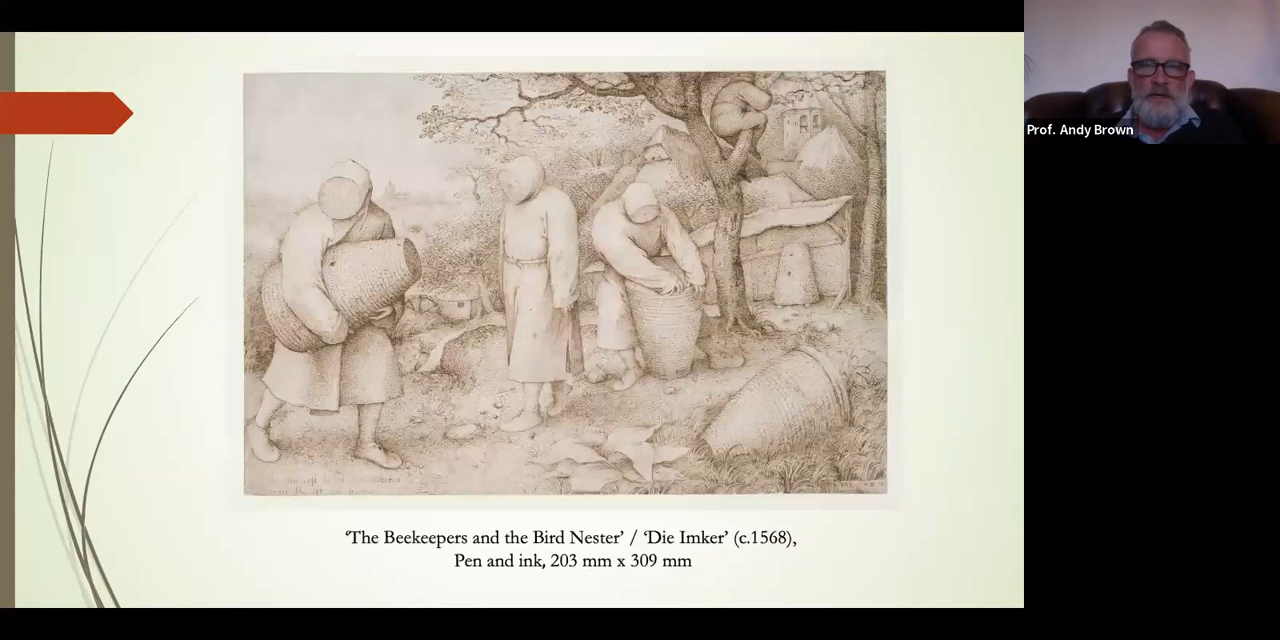 ‘The Beekeepers and the Bird Nester’ / ‘Die Imker’ (c.1568),
Pen and ink, 203 mm x 309 mm
Prof. Andy Brown